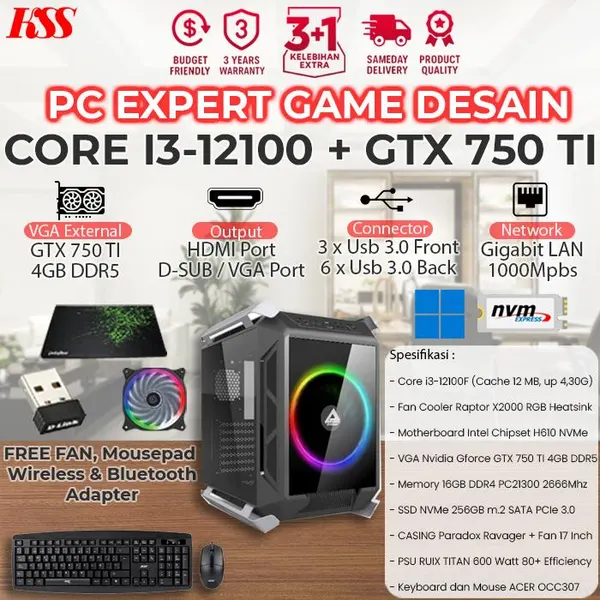 KSS
BUDGET
FRIENDLY
3
3 YEARS
WARRANTY
3+1
KELEBIHAN
EXTRA
SAMEDAY
DELIVERY
PRODUCT
QUALITY
PC EXPERT GAME DESAIN
CORE I3-12100 + GTX 750 TI
VGA External
GTX 750 TI
4GB DDR5
Output
HDMI Port
D-SUB / VGA Port
Connector
3 x Usb 3.0 Front
6 x Usb 3.0 Back
Network
Gigabit LAN
1000Mpbs
nvm
EXPRESS
Spesifikasi :
- Core i3-12100F (Cache 12 MB, up 4,30G)
- Fan Cooler Raptor X2000 RGB Heatsink
- Motherboard Intel Chipset H610 NVMe
- VGA Nvidia Gforce GTX 750 TI 4GB DDR5
- Memory 16GB DDR4 PC21300 2666Mhz
- SSD NVMe 256GB m.2 SATA PCIe 3.0
- CASING Paradox Ravager + Fan 17 Inch
- PSU RUIX TITAN 600 Watt 80+ Efficiency
- Keyboard dan Mouse ACER OCC307
D-Link
FREE FAN, Mousepad
Wireless & Bluetooth
Adapter